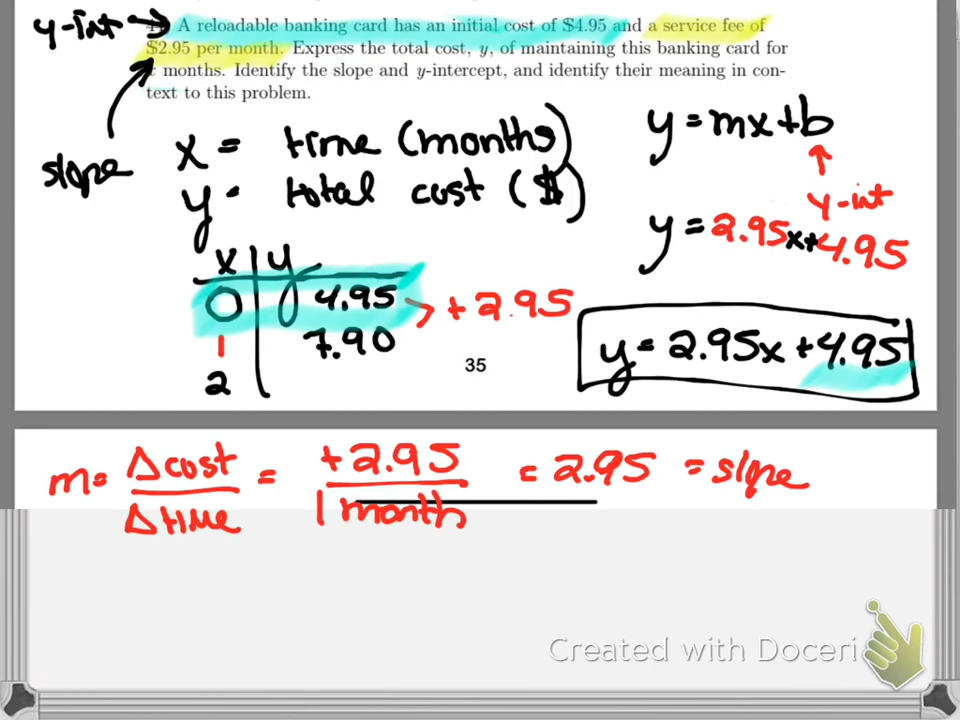 y-int →
A reloadable banking card has an initial cost of $4.95 and a service fee of
$2.95 per month. Express the total cost, y, of maintaining this banking card for
months. Identify the slope and y-intercept, and identify their meaning in con-
text to this problem.
slope
x = time (months)
y = total cost ($)
y = mx+b
↑
y-int
y = 2.95x+4.95
x | y
0 | 4.95
> +2.95
1 | 7.90
2
y = 2.95x + 4.95
35
m = Δcost/Δtime = +2.95/1 month = 2.95 = slope
Created with Doceri